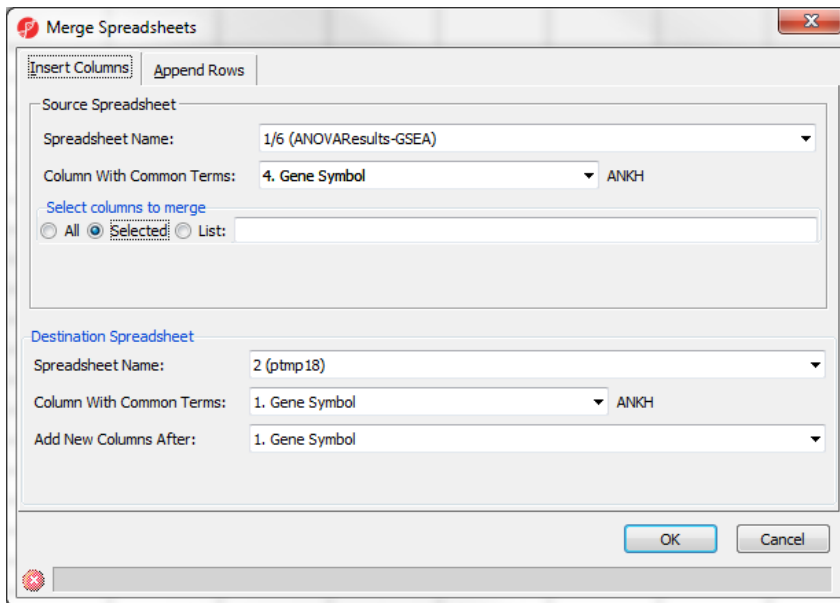 Merge Spreadsheets
Insert Columns Append Rows
Source Spreadsheet
Spreadsheet Name: 1/6 (ANOVAResults-GSEA)
Column With Common Terms: 4. Gene Symbol ANKH
Select columns to merge
All Selected List:
Destination Spreadsheet
Spreadsheet Name: 2 (ptmp18)
Column With Common Terms: 1. Gene Symbol ANKH
Add New Columns After: 1. Gene Symbol
OK Cancel